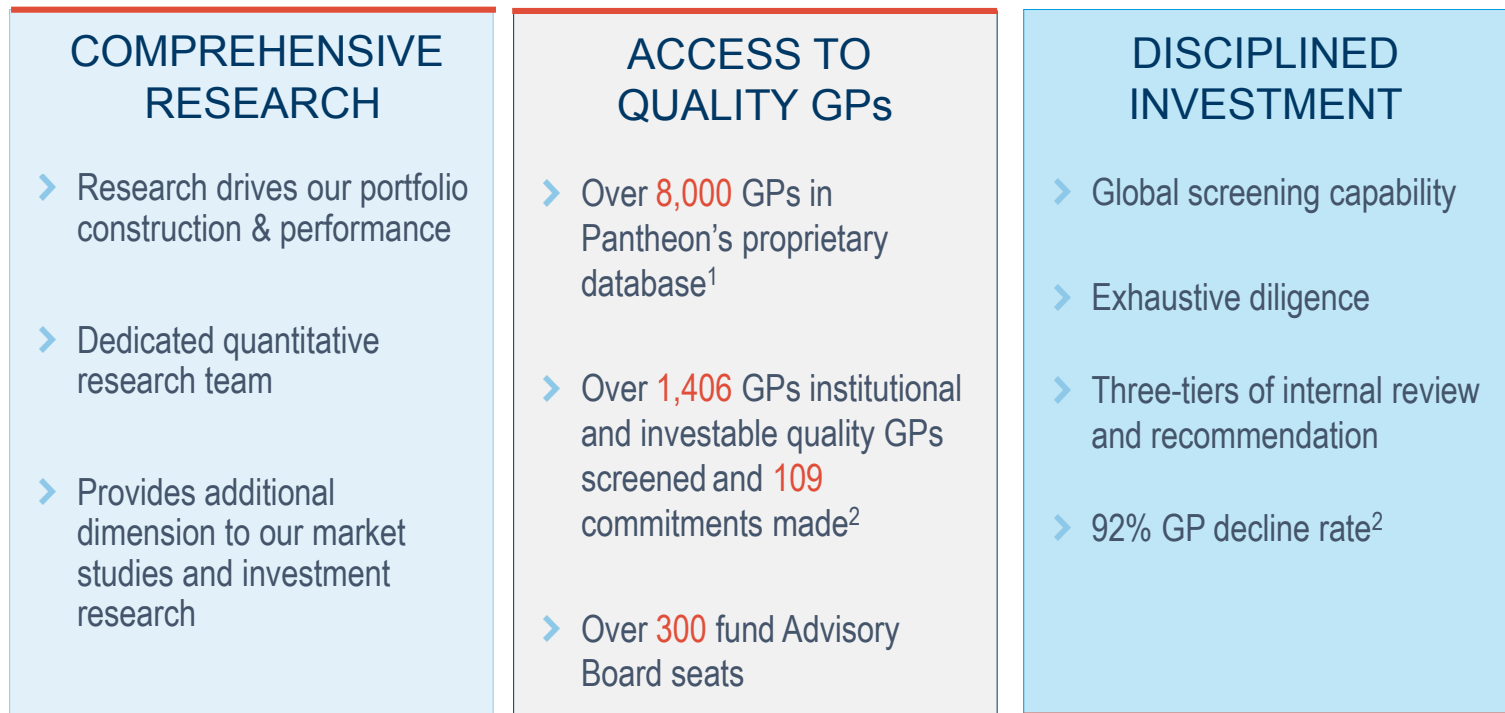 COMPREHENSIVE
RESEARCH
Research drives our portfolio
construction & performance
Dedicated quantitative
research team
Provides additional
dimension to our market
studies and investment
research
ACCESS TO
QUALITY GPs
Over 8,000 GPs in
Pantheon’s proprietary
database1
Over 1,406 GPs institutional
and investable quality GPs
screened and 109
commitments made2
Over 300 fund Advisory
Board seats
DISCIPLINED
INVESTMENT
Global screening capability
Exhaustive diligence
Three-tiers of internal review
and recommendation
92% GP decline rate2